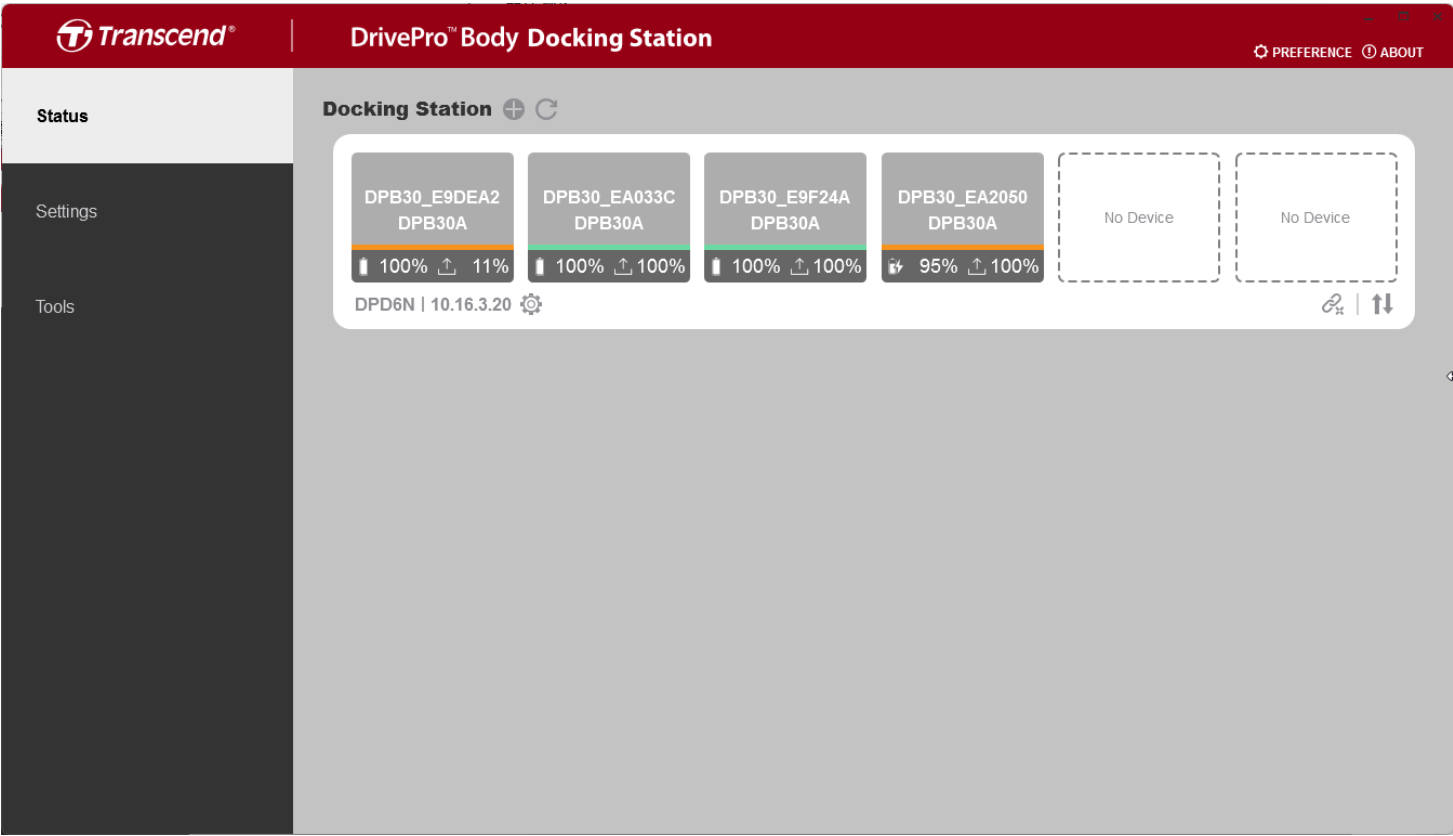 Transcend®
DrivePro™ Body Docking Station
PREFERENCE
ABOUT
Status
Settings
Tools
Docking Station
DPB30_E9DEA2
DPB30A
100% 11%
DPB30_EA033C
DPB30A
100% 100%
DPB30_E9F24A
DPB30A
100% 100%
DPB30_EA2050
DPB30A
95% 100%
No Device
No Device
DPD6N | 10.16.3.20